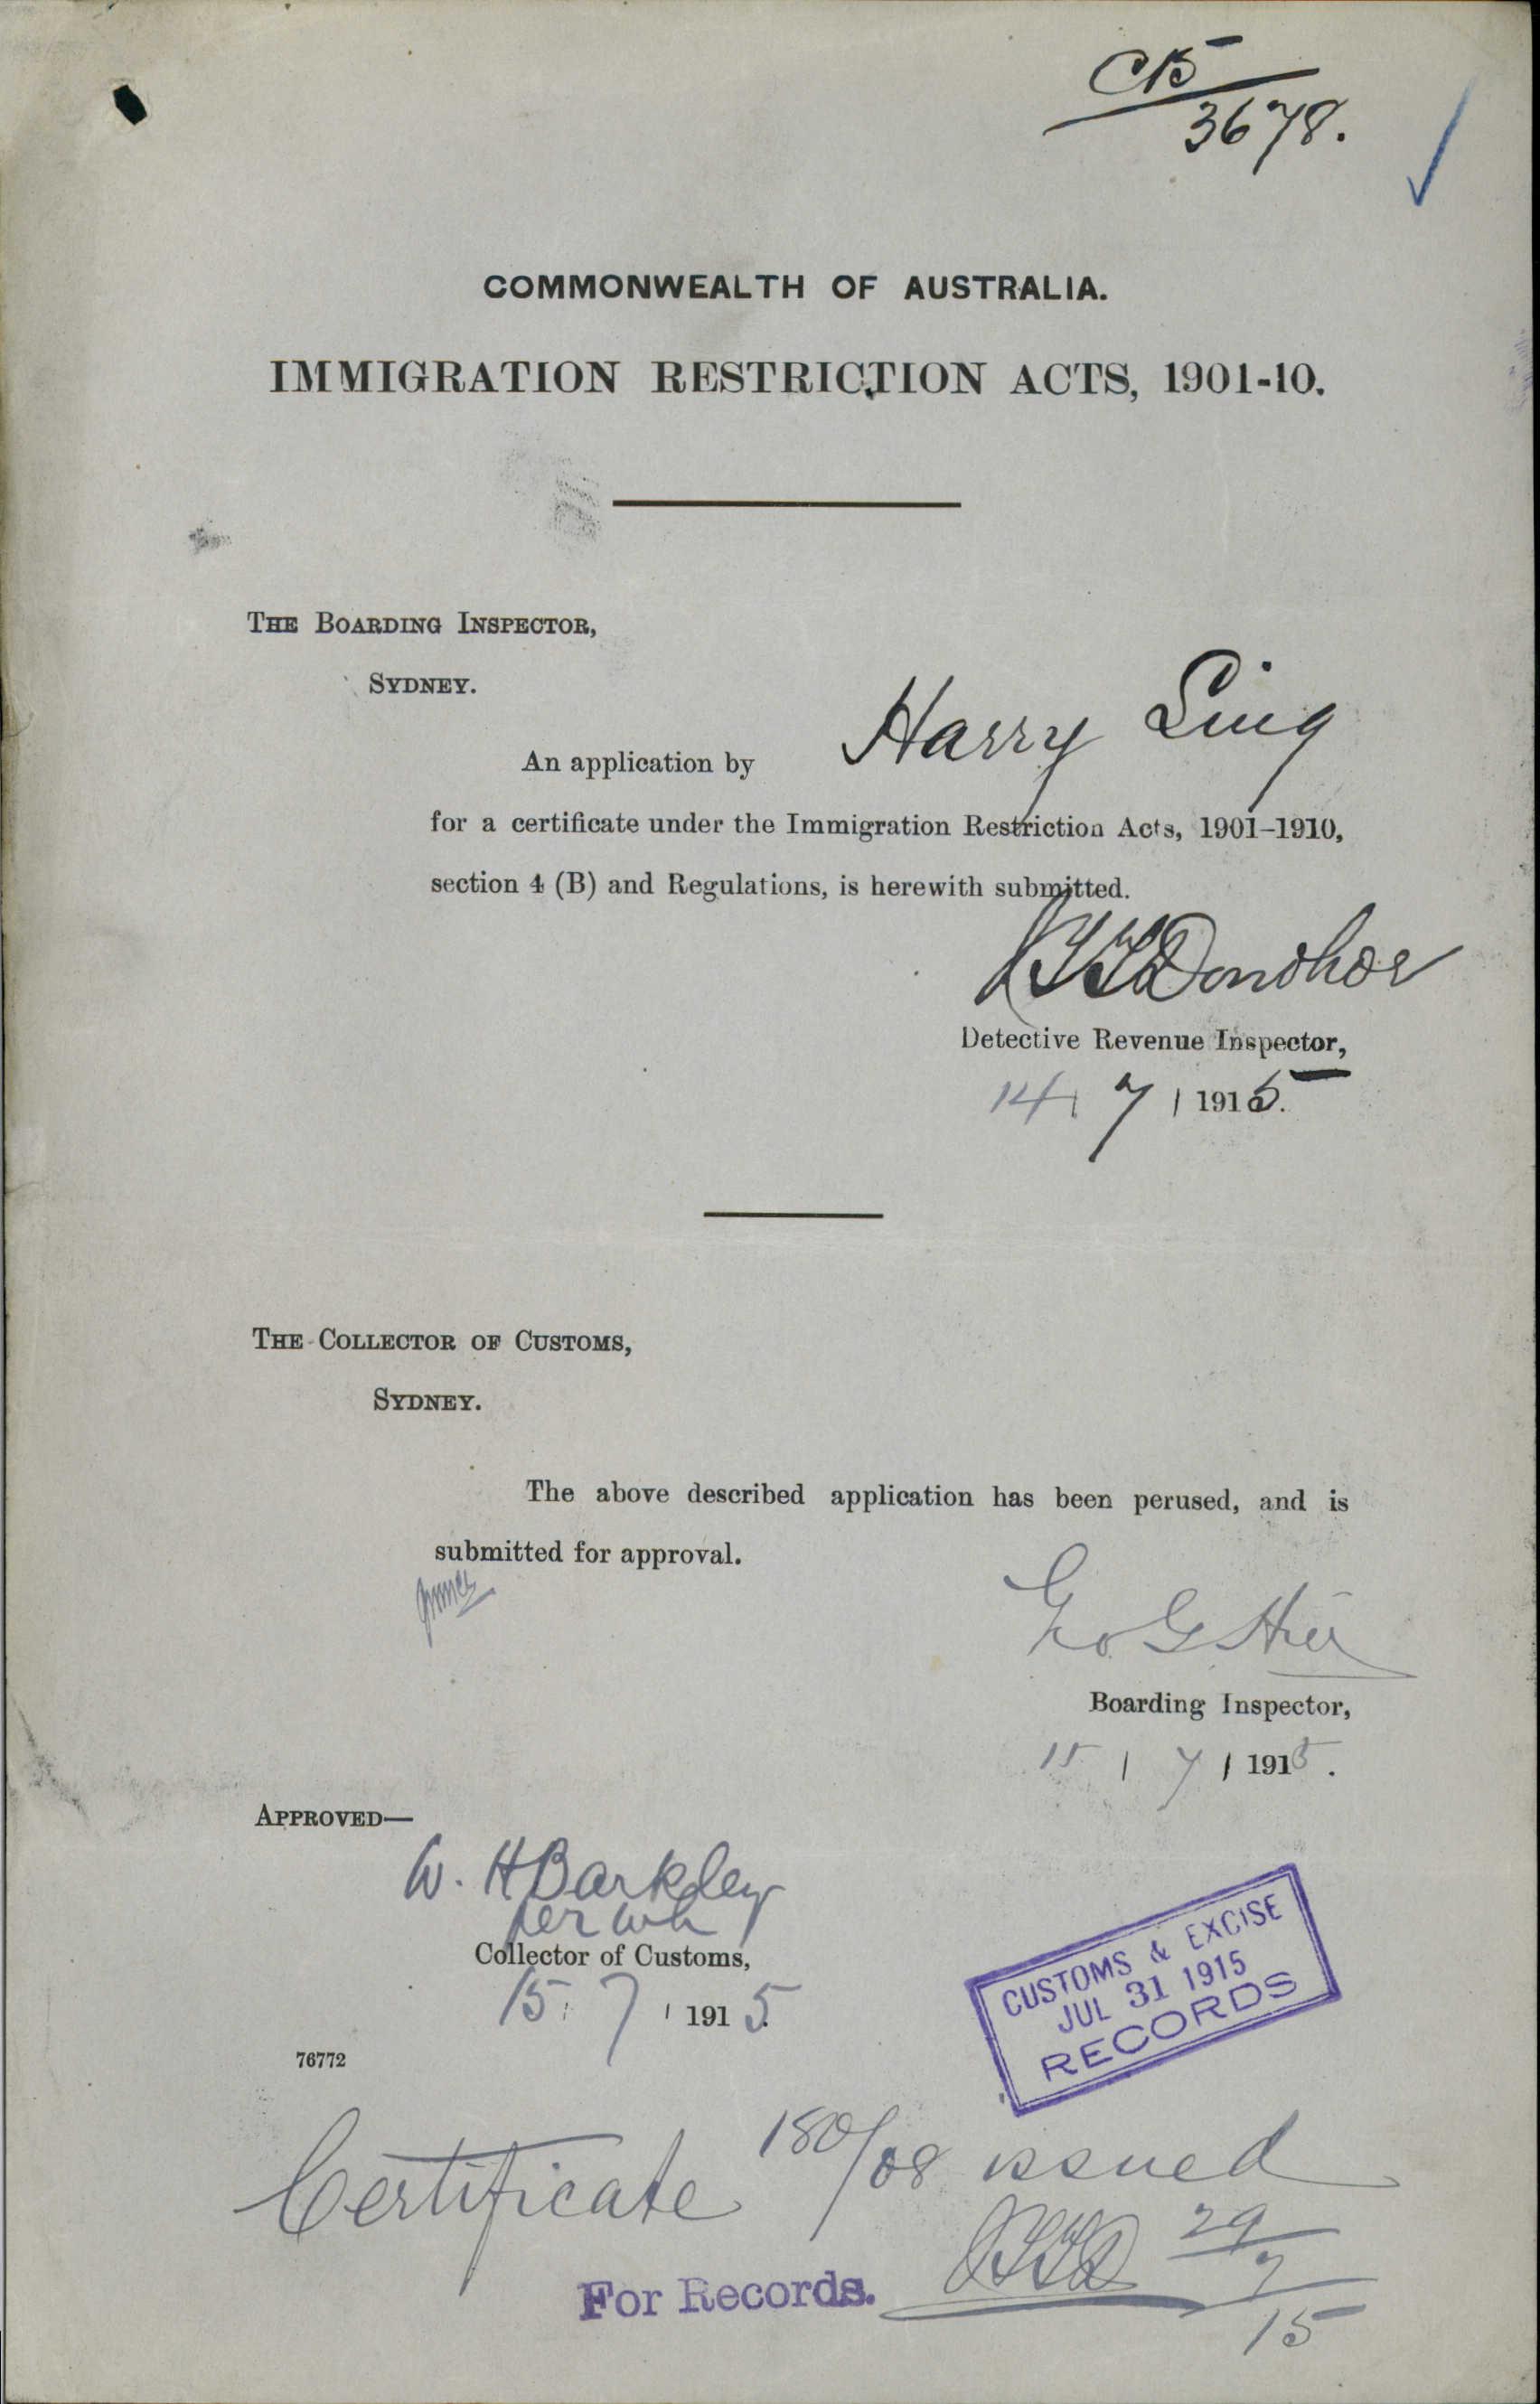 C15
3678.
COMMONWEALTH OF AUSTRALIA.
IMMIGRATION RESTRICTION ACTS, 1901-10.
THE BOARDING INSPECTOR,
SYDNEY.
An application by Harry Sing
for a certificate under the Immigration Restriction Acts, 1901-1910,
section 4 (B) and Regulations, is herewith submitted.
Donohoe
Detective Revenue Inspector,
14 / 7 / 1915.
THE COLLECTOR OF CUSTOMS,
SYDNEY.
The above described application has been perused, and is
submitted for approval.
Geo G
Boarding Inspector,
15 / 7 / 1915.
APPROVED—
W. H Barkley
per
Collector of Customs,
15 / 7 / 1915.
CUSTOMS & EXCISE
JUL 31 1915
RECORDS
76772
Certificate 180/08 issued
29
7
15
For Records.